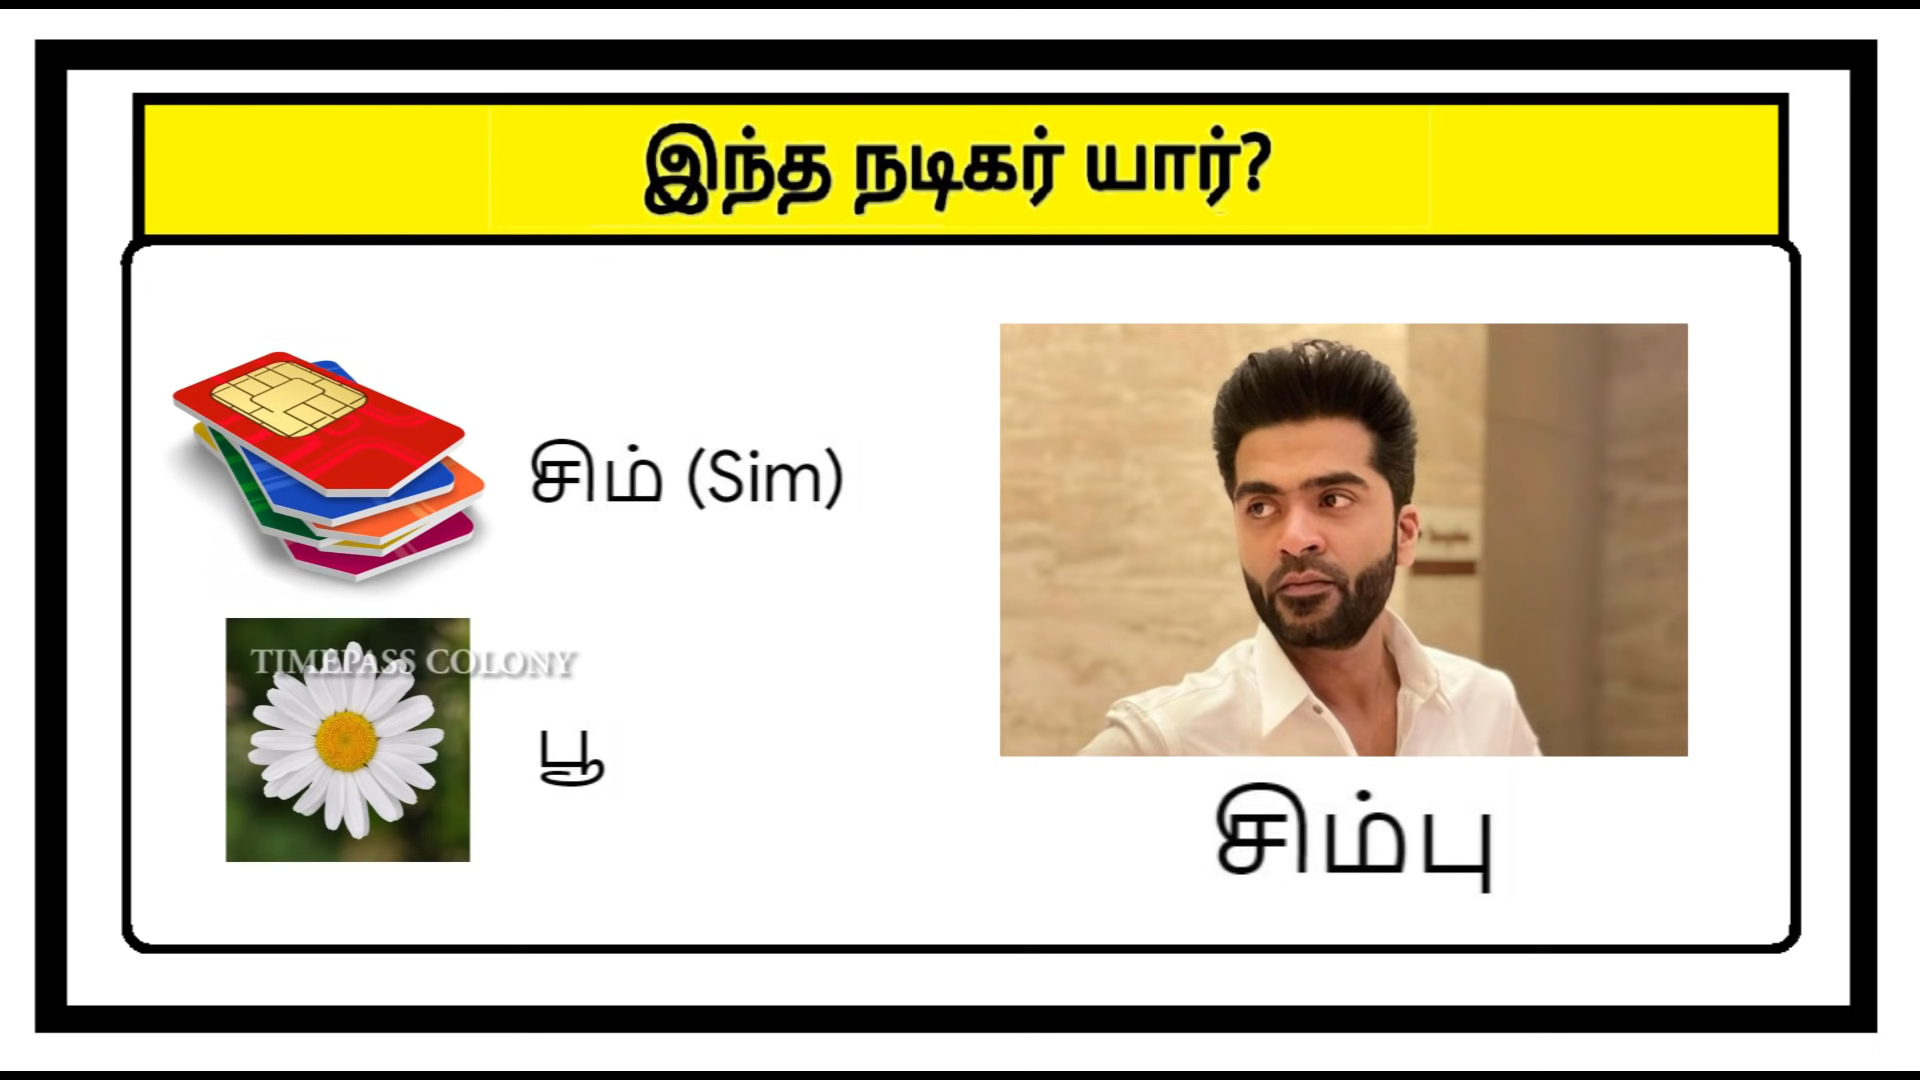 இந்த நடிகர் யார்?
சிம் (Sim)
TIMEPASS COLONY
பூ
சிம்பு